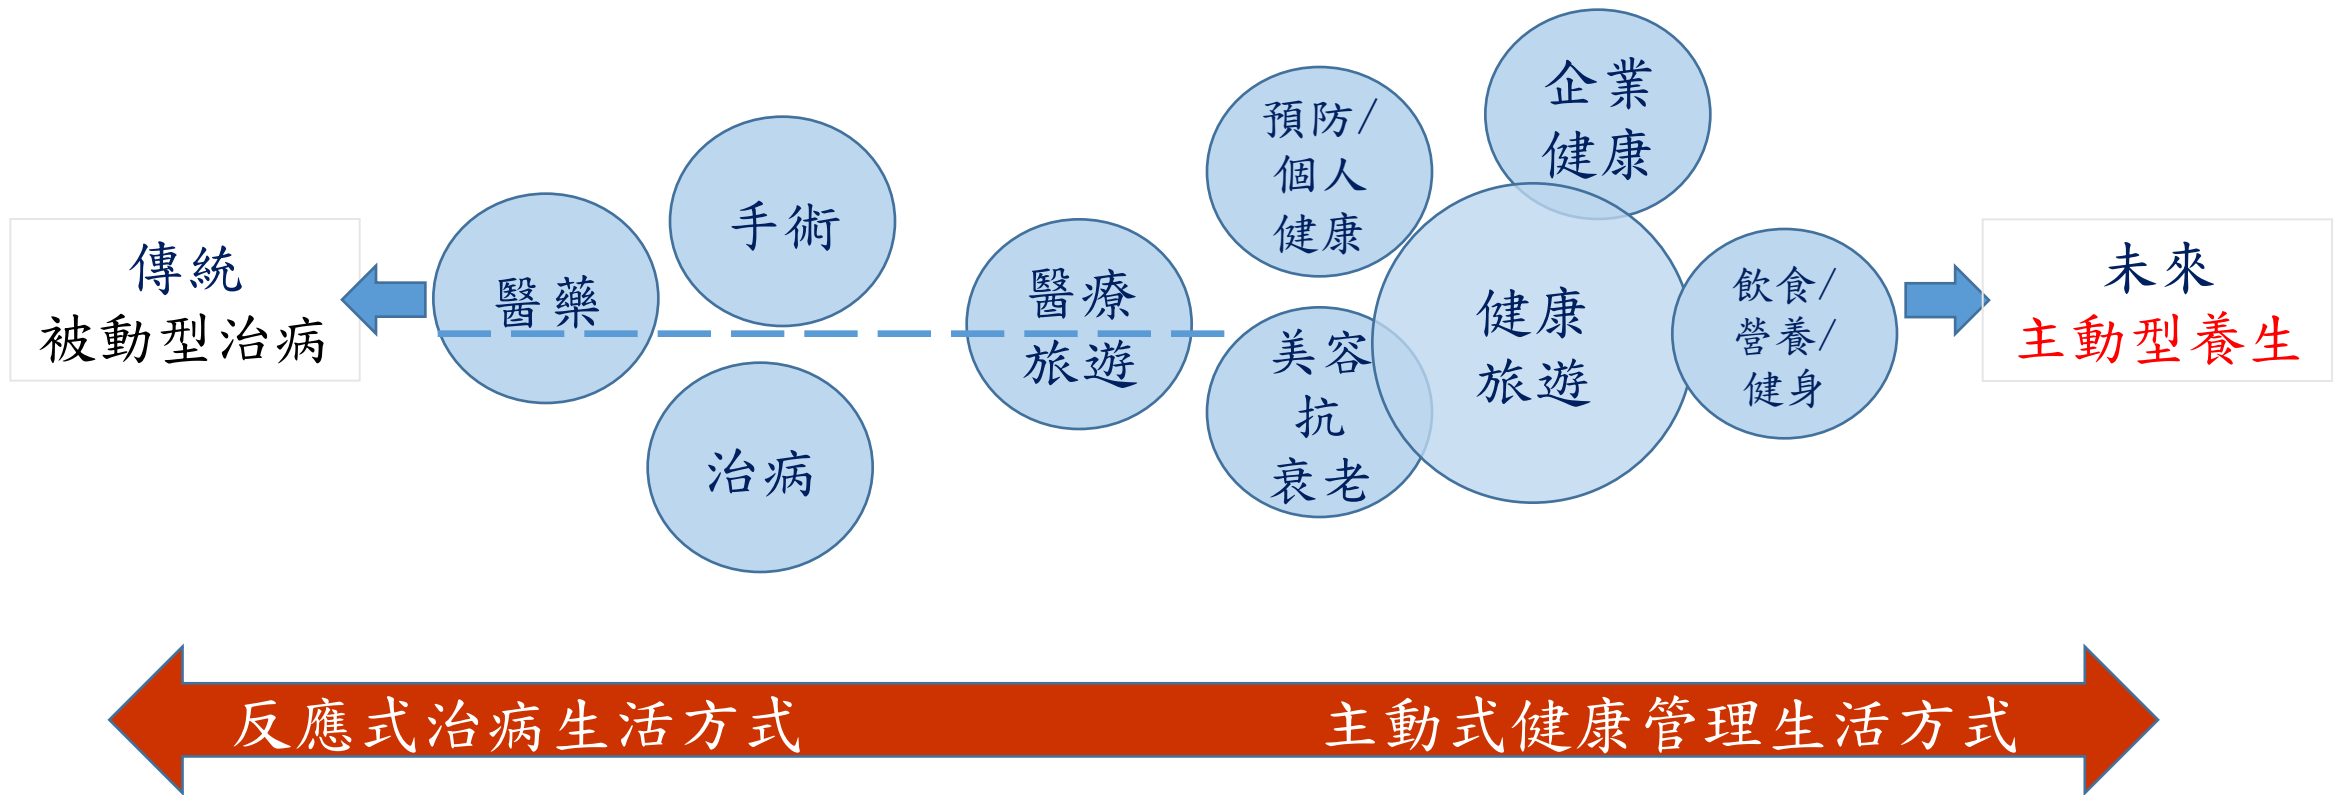 傳統
被動型治病
醫藥
手術
治病
醫療
旅遊
預防/
個人
健康
美容
抗
衰老
企業
健康
健康
旅遊
飲食/
營養/
健身
未來
主動型養生
反應式治病生活方式
主動式健康管理生活方式